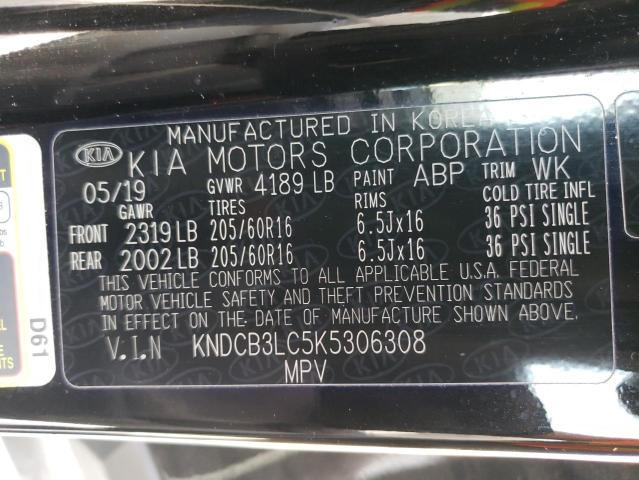 MANUFACTURED IN KOREA
KIA KIA MOTORS CORPORATION
05/19 GVWR 4189 LB PAINT ABP TRIM WK
GAWR TIRES RIMS COLD TIRE INFL
FRONT 2319 LB 205/60R16 6.5Jx16 36 PSI SINGLE
REAR 2002 LB 205/60R16 6.5Jx16 36 PSI SINGLE
THIS VEHICLE CONFORMS TO ALL APPLICABLE U.S.A. FEDERAL
MOTOR VEHICLE SAFETY AND THEFT PREVENTION STANDARDS
IN EFFECT ON THE DATE OF MANUFACTURE SHOWN ABOVE.
V.I.N KNDCB3LC5K5306308
MPV
D61